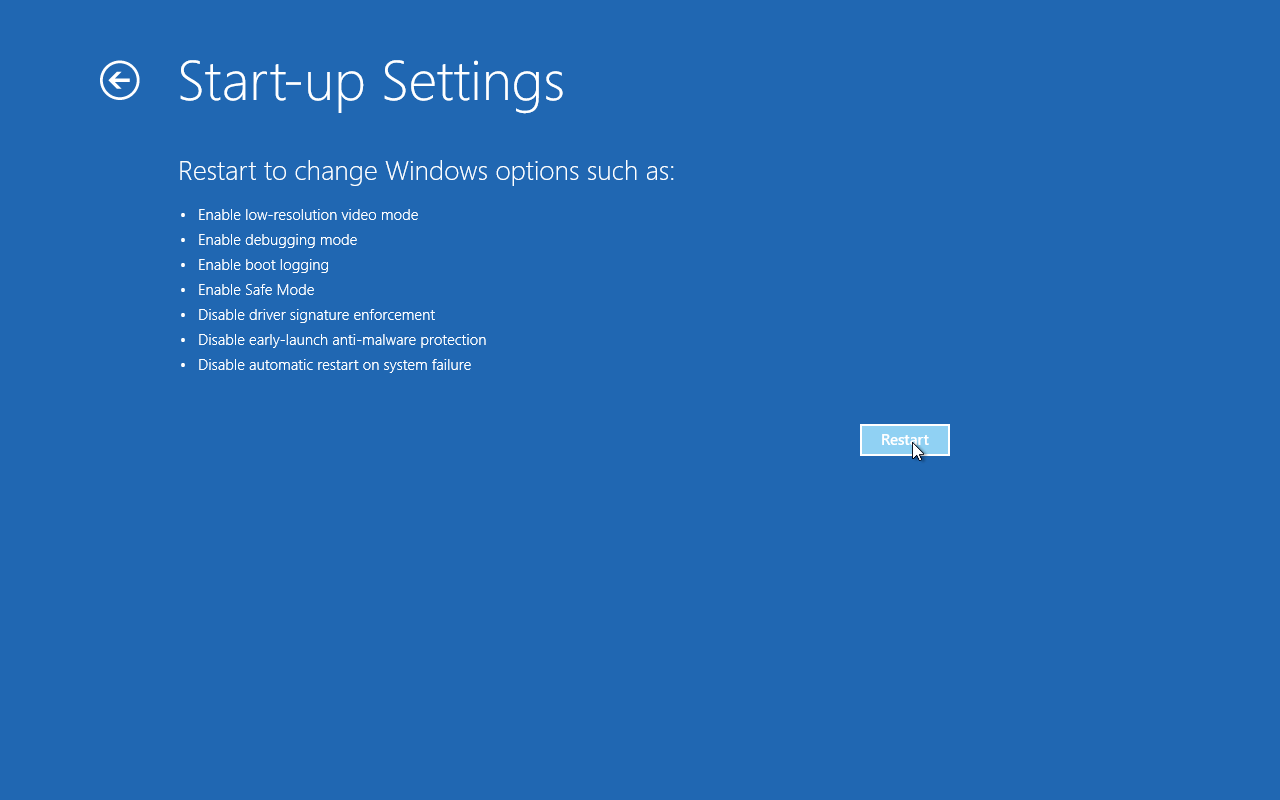 Start-up Settings
Restart to change Windows options such as:
• Enable low-resolution video mode
• Enable debugging mode
• Enable boot logging
• Enable Safe Mode
• Disable driver signature enforcement
• Disable early-launch anti-malware protection
• Disable automatic restart on system failure
Restart